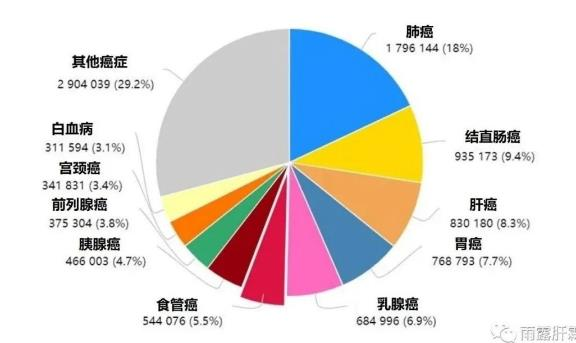 肺癌
1 796 144 (18%)
结直肠癌
935 173 (9.4%)
肝癌
830 180 (8.3%)
胃癌
768 793 (7.7%)
乳腺癌
684 996 (6.9%)
食管癌
544 076 (5.5%)
胰腺癌
466 003 (4.7%)
前列腺癌
375 304 (3.8%)
宫颈癌
341 831 (3.4%)
白血病
311 594 (3.1%)
其他癌症
2 904 039 (29.2%)
雨露肝霖